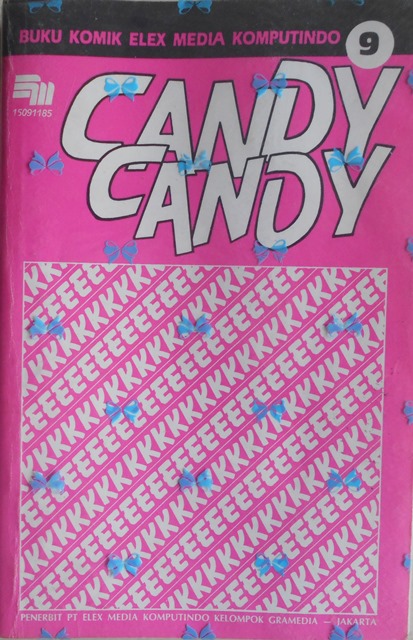 BUKU KOMIK ELEX MEDIA KOMPUTINDO 9
15091185
CANDY
CANDY
PENERBIT PT ELEX MEDIA KOMPUTINDO KELOMPOK GRAMEDIA — JAKARTA